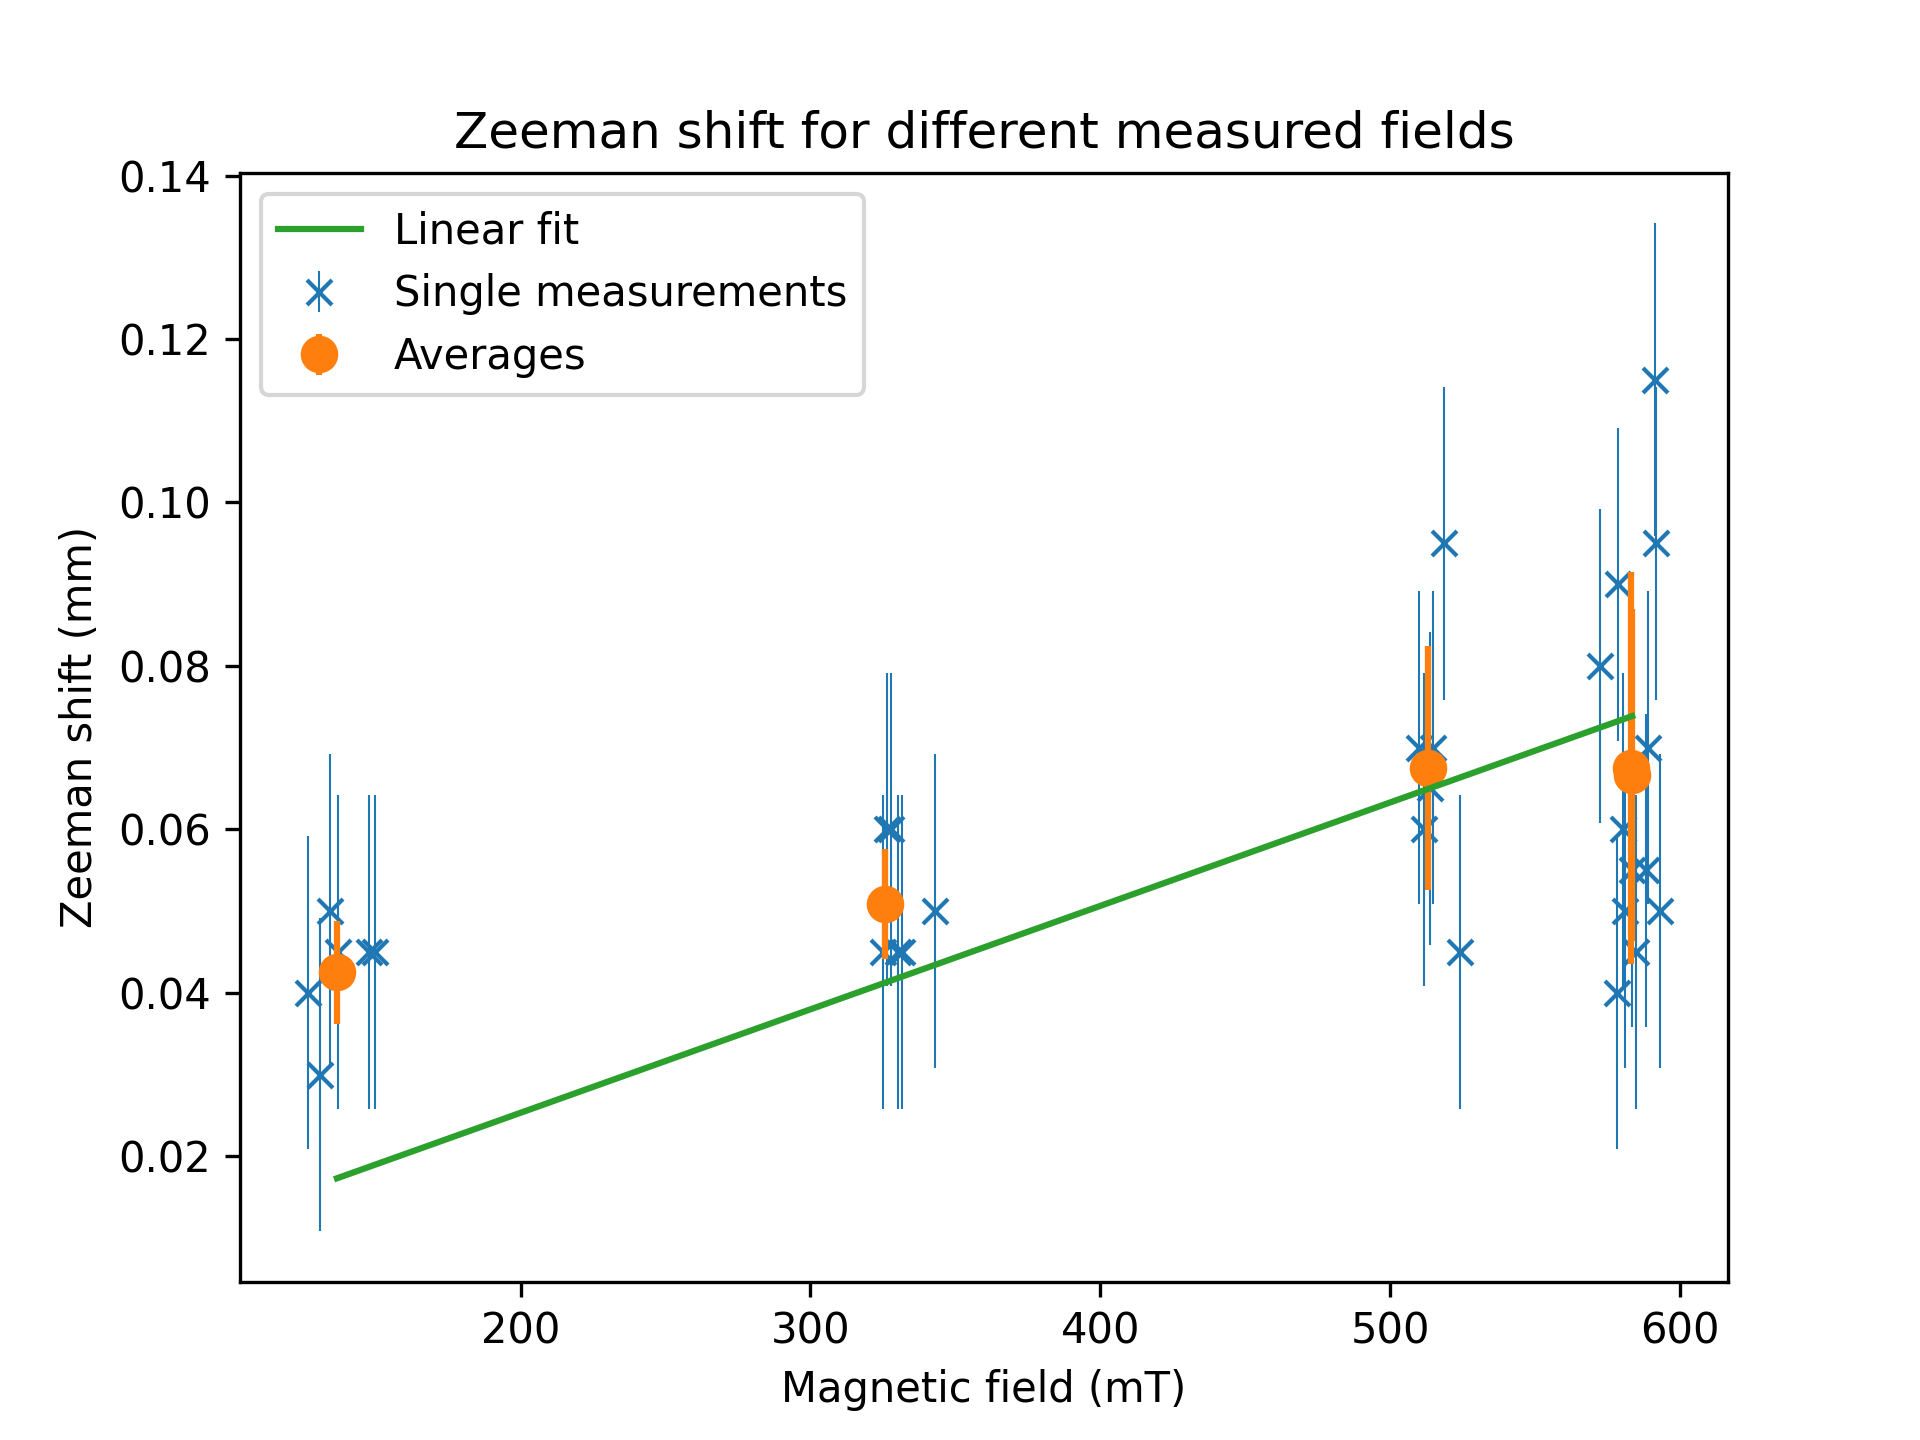 Zeeman shift for different measured fields
0.14
0.12
0.10
0.08
0.06
0.04
0.02
Zeeman shift (mm)
Linear fit
Single measurements
Averages
200 300 400 500 600
Magnetic field (mT)